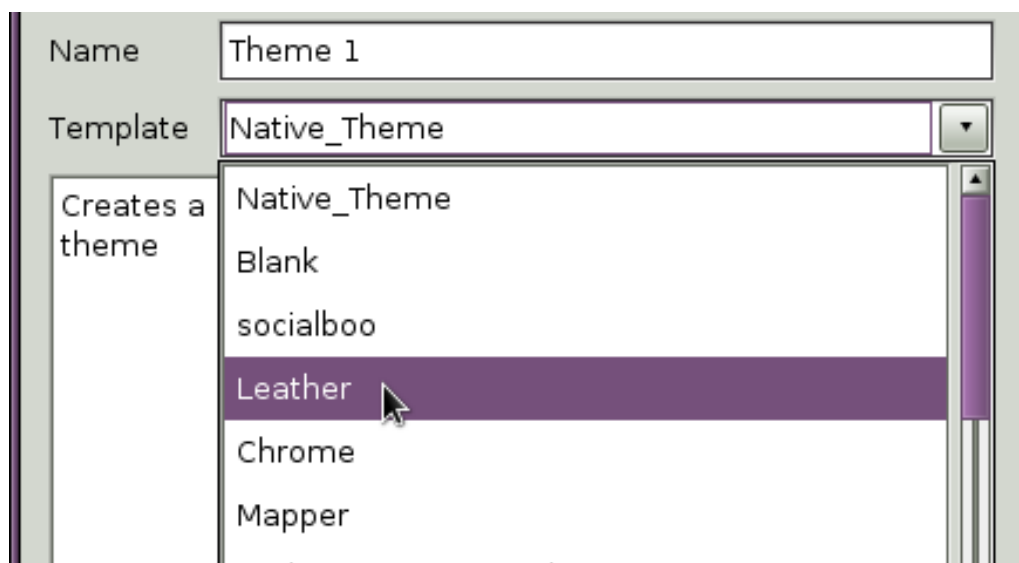 Name Theme 1
Template Native_Theme
Creates a
theme
Native_Theme
Blank
socialboo
Leather
Chrome
Mapper